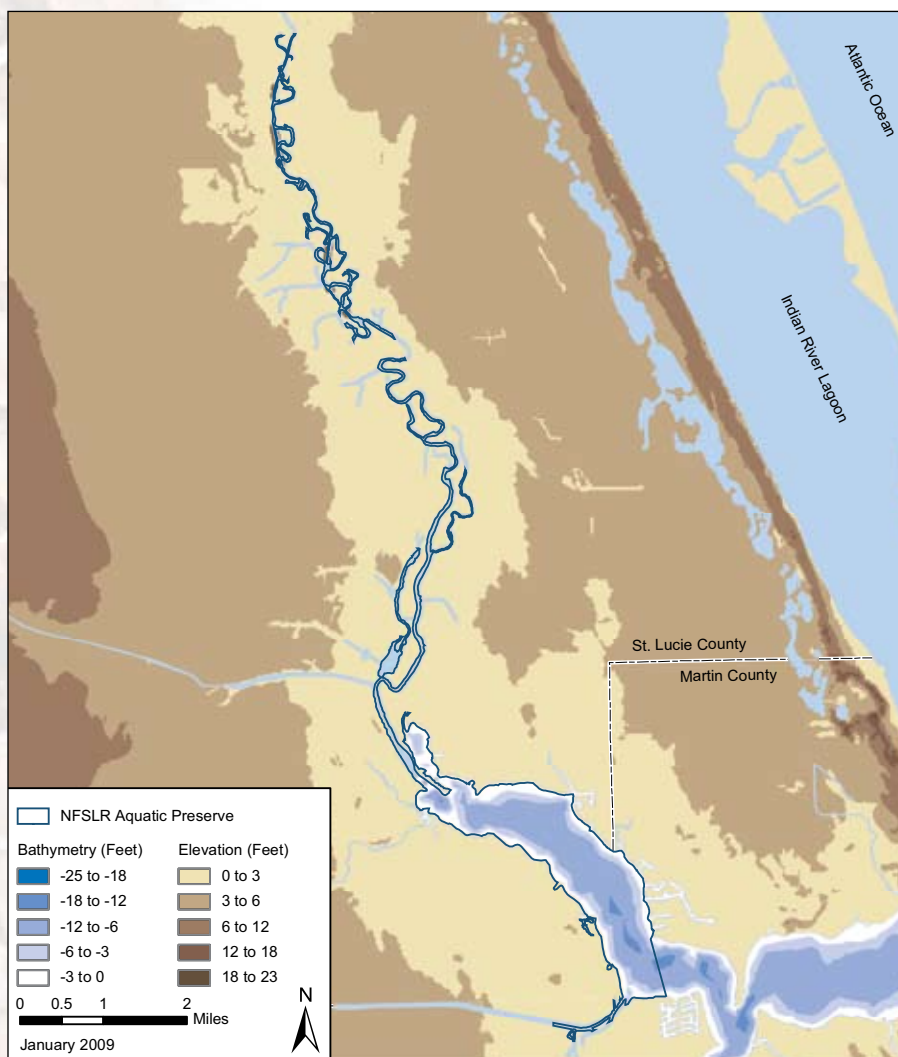 Atlantic Ocean
Indian River Lagoon
St. Lucie County
Martin County
NFSLR Aquatic Preserve
Bathymetry (Feet)
-25 to -18
-18 to -12
-12 to -6
-6 to -3
-3 to 0
Elevation (Feet)
0 to 3
3 to 6
6 to 12
12 to 18
18 to 23
0 0.5 1 2
Miles
N
January 2009